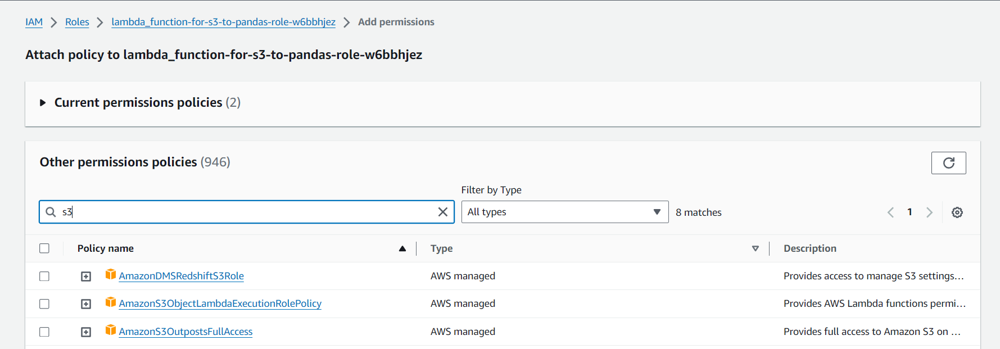 IAM > Roles > lambda_function-for-s3-to-pandas-role-w6bbhjez > Add permissions
Attach policy to lambda_function-for-s3-to-pandas-role-w6bbhjez
Current permissions policies (2)
Other permissions policies (946)
Filter by Type
s3
All types
8 matches
1
Policy name
Type
Description
AmazonDMSRedshiftS3Role
AWS managed
Provides access to manage S3 settings...
AmazonS3ObjectLambdaExecutionRolePolicy
AWS managed
Provides AWS Lambda functions permi...
AmazonS3OutpostsFullAccess
AWS managed
Provides full access to Amazon S3 on ...